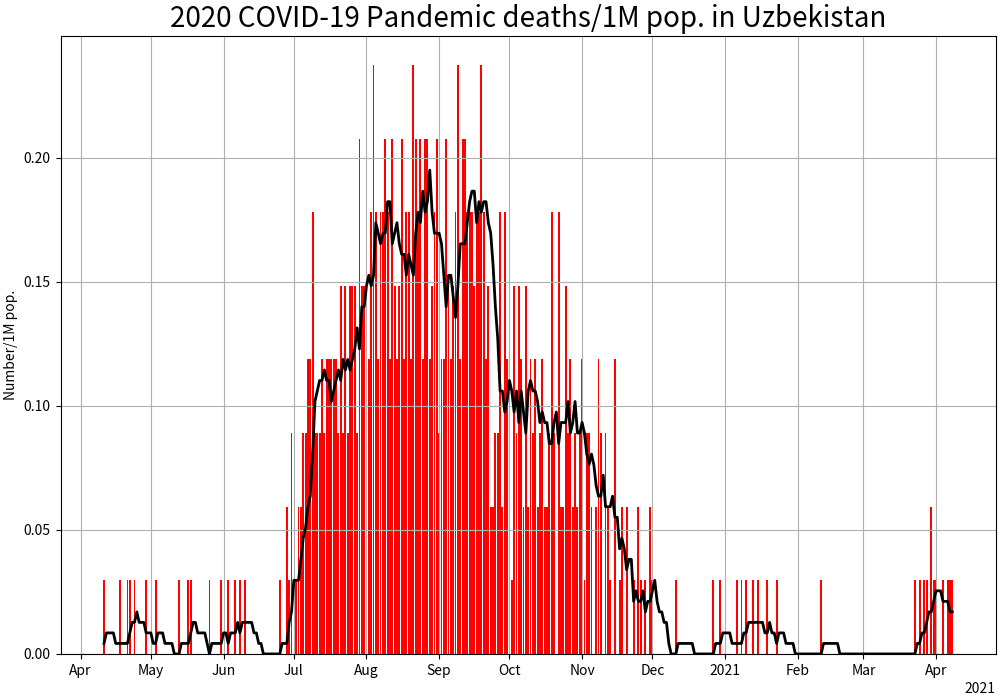 2020 COVID-19 Pandemic deaths/1M pop. in Uzbekistan
Number/1M pop.
0.20
0.15
0.10
0.05
0.00
Apr May Jun Jul Aug Sep Oct Nov Dec 2021 Feb Mar Apr
2021